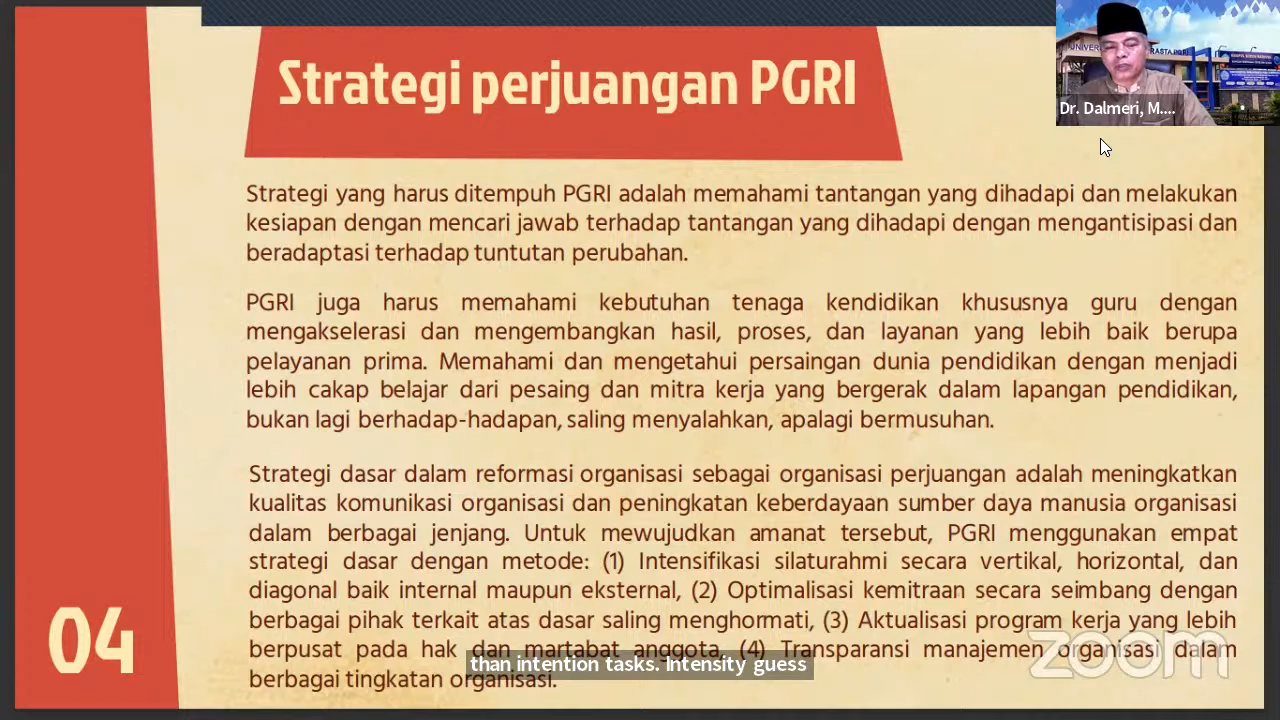 Strategi perjuangan PGRI
Dr. Dalmeri, M....
Strategi yang harus ditempuh PGRI adalah memahami tantangan yang dihadapi dan melakukan
kesiapan dengan mencari jawab terhadap tantangan yang dihadapi dengan mengantisipasi dan
beradaptasi terhadap tuntutan perubahan.
PGRI juga harus memahami kebutuhan tenaga kendidikan khususnya guru dengan
mengakselerasi dan mengembangkan hasil, proses, dan layanan yang lebih baik berupa
pelayanan prima. Memahami dan mengetahui persaingan dunia pendidikan dengan menjadi
lebih cakap belajar dari pesaing dan mitra kerja yang bergerak dalam lapangan pendidikan,
bukan lagi berhadap-hadapan, saling menyalahkan, apalagi bermusuhan.
Strategi dasar dalam reformasi organisasi sebagai organisasi perjuangan adalah meningkatkan
kualitas komunikasi organisasi dan peningkatan keberdayaan sumber daya manusia organisasi
dalam berbagai jenjang. Untuk mewujudkan amanat tersebut, PGRI menggunakan empat
strategi dasar dengan metode: (1) Intensifikasi silaturahmi secara vertikal, horizontal, dan
diagonal baik internal maupun eksternal, (2) Optimalisasi kemitraan secara seimbang dengan
berbagai pihak terkait atas dasar saling menghormati, (3) Aktualisasi program kerja yang lebih
berpusat pada hak dan martabat anggota, (4) Transparansi manajemen organisasi dalam
berbagai tingkatan organisasi.
than intention tasks. Intensity guess
04
zoom